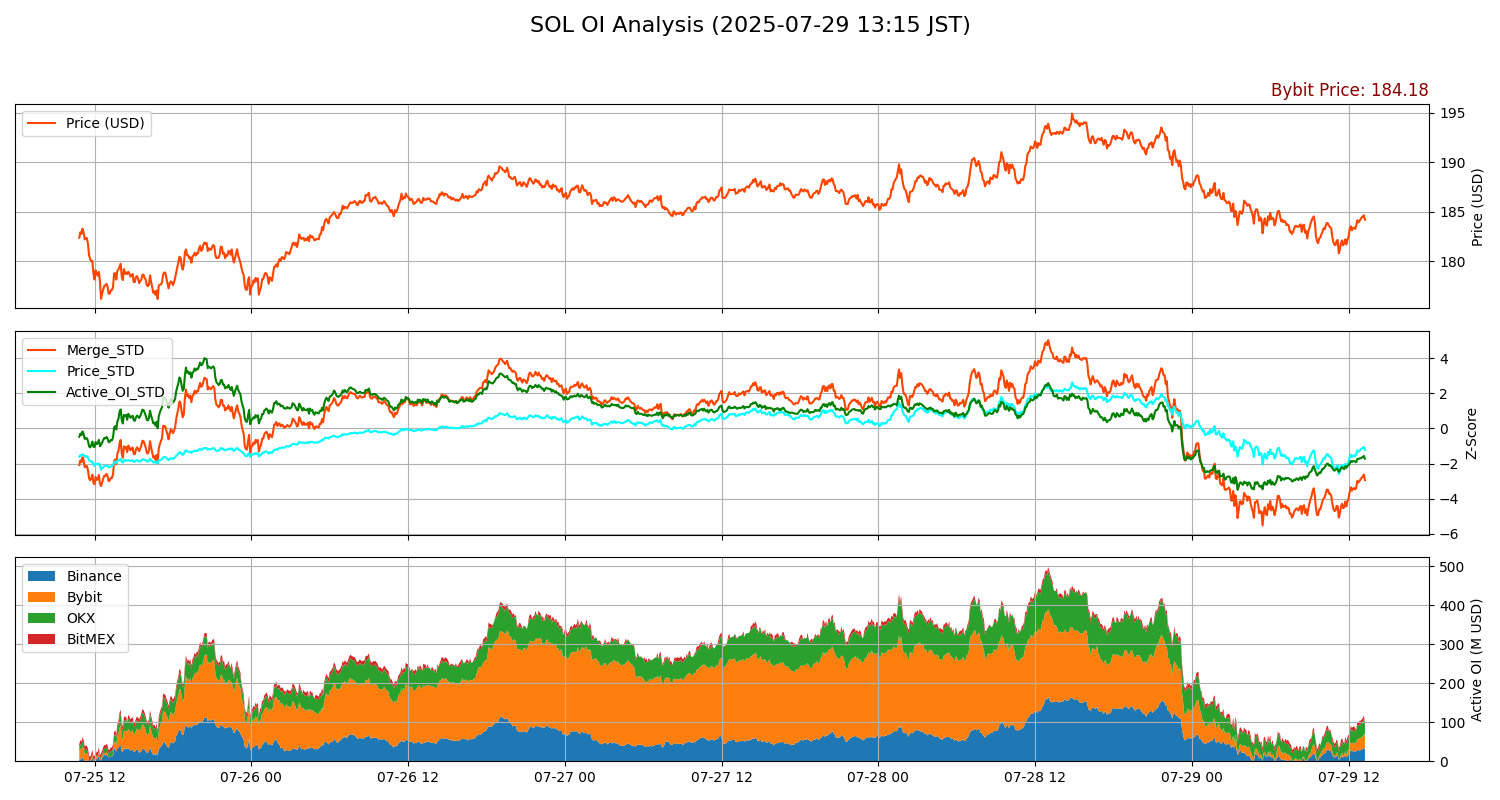 SOL OI Analysis (2025-07-29 13:15 JST)
Bybit Price: 184.18
Price (USD)
195
190
185
180
Price (USD)
Merge_STD
Price_STD
Active_OI_STD
4
2
0
−2
−4
−6
Z-Score
Binance
Bybit
OKX
BitMEX
500
400
300
200
100
0
Active OI (M USD)
07-25 12
07-26 00
07-26 12
07-27 00
07-27 12
07-28 00
07-28 12
07-29 00
07-29 12